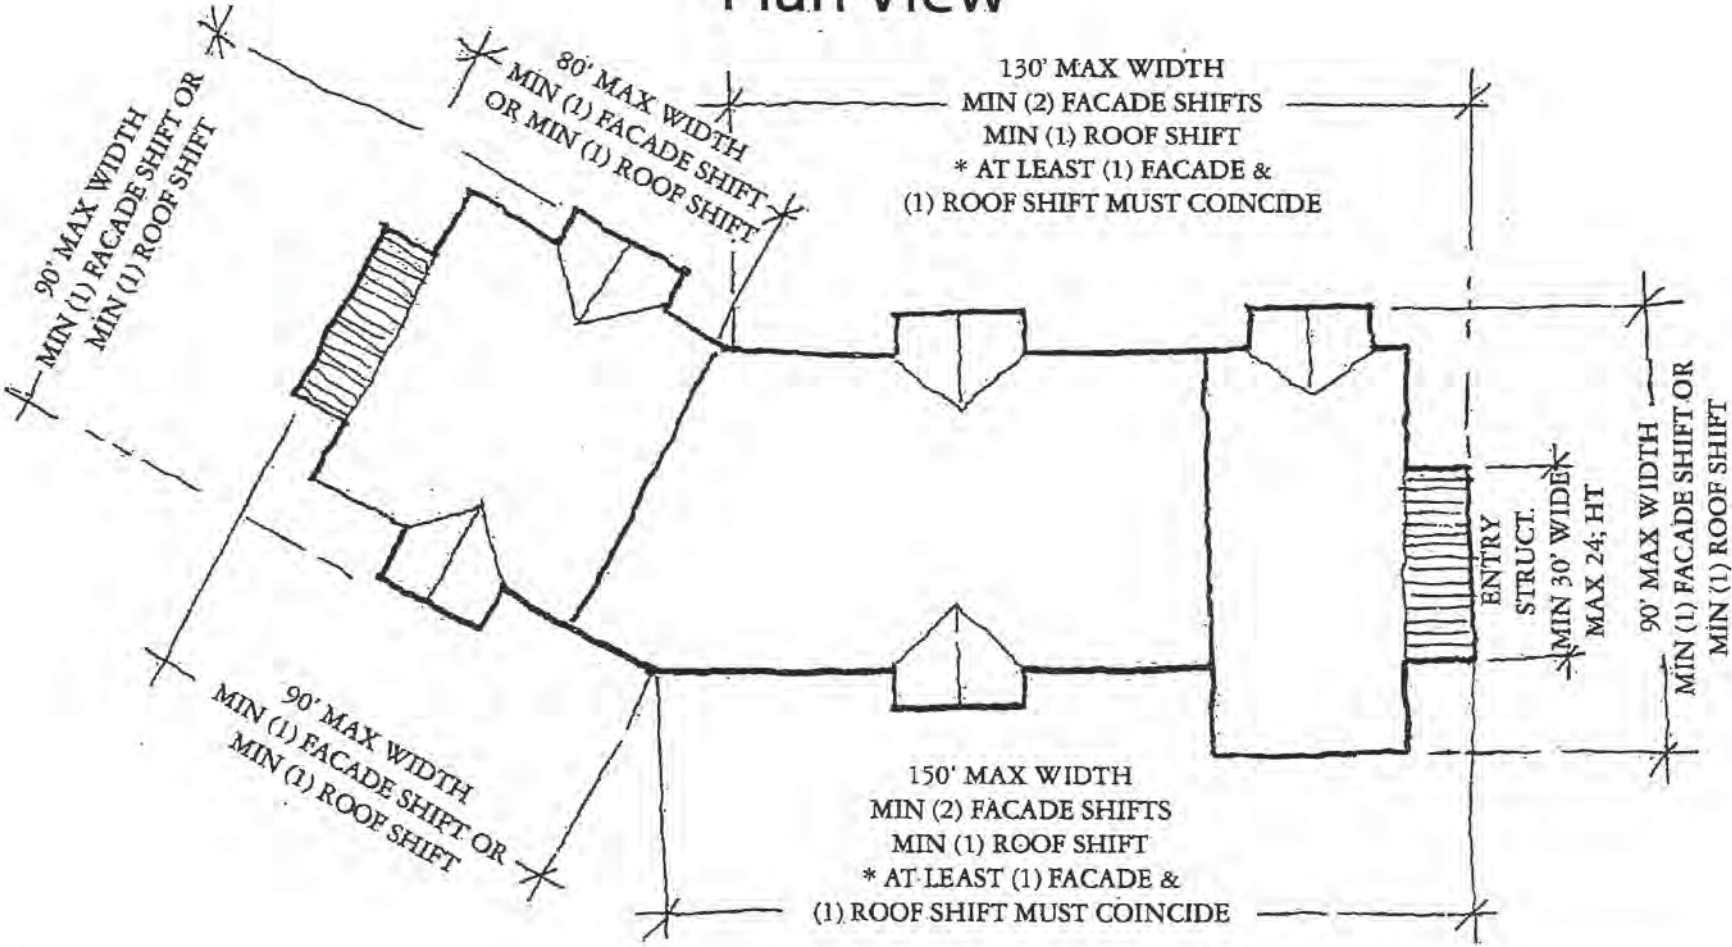 Plan View
80' MAX WIDTH
MIN (1) FACADE SHIFT
OR MIN (1) ROOF SHIFT
130' MAX WIDTH
MIN (2) FACADE SHIFTS
MIN (1) ROOF SHIFT
* AT LEAST (1) FACADE &
(1) ROOF SHIFT MUST COINCIDE
90' MAX WIDTH
MIN (1) FACADE SHIFT OR
MIN (1) ROOF SHIFT
ENTRY
STRUCT.
MIN 30' WIDE
MAX 24; HT
90' MAX WIDTH
MIN (1) FACADE SHIFT OR
MIN (1) ROOF SHIFT
90' MAX WIDTH
MIN (1) FACADE SHIFT OR
MIN (1) ROOF SHIFT
150' MAX WIDTH
MIN (2) FACADE SHIFTS
MIN (1) ROOF SHIFT
* AT LEAST (1) FACADE &
(1) ROOF SHIFT MUST COINCIDE